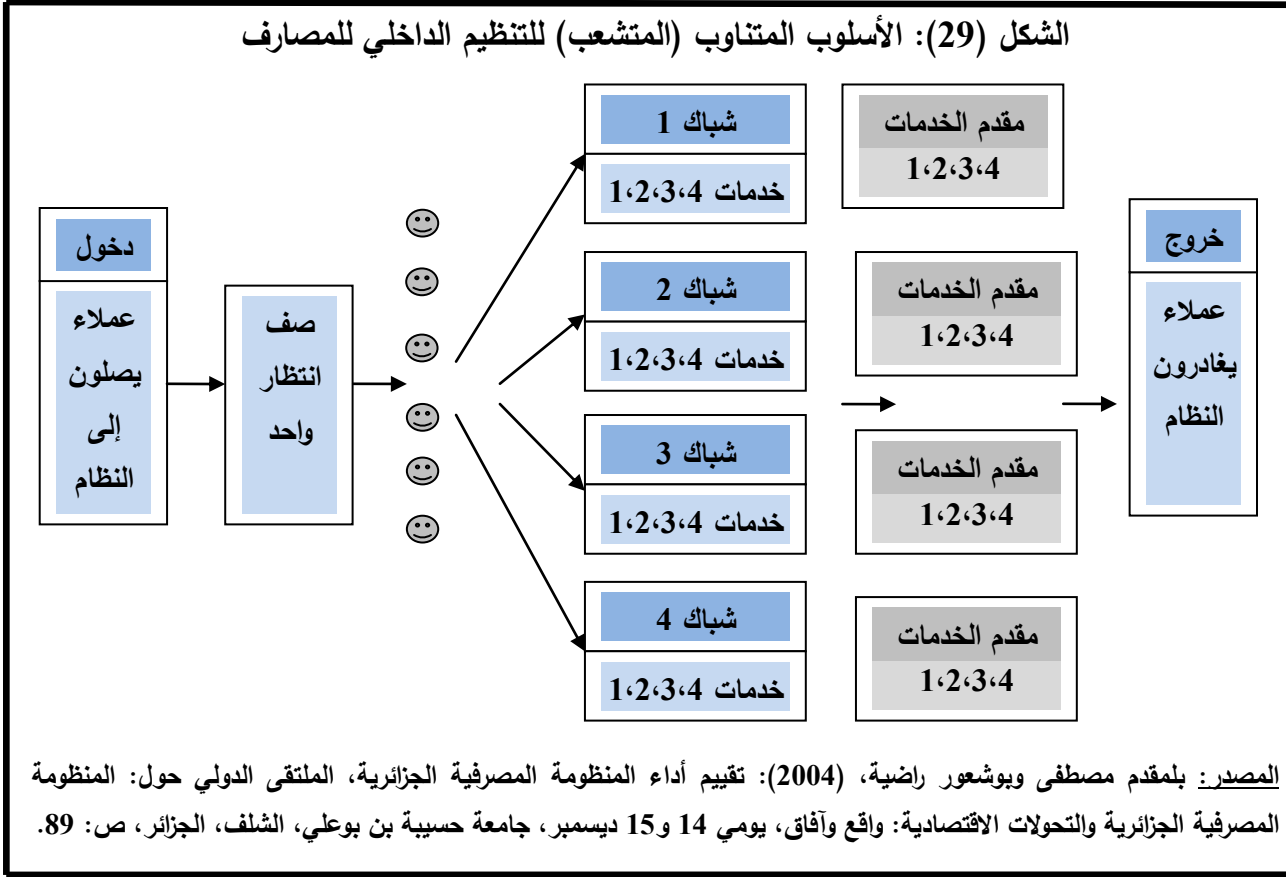 الشكل (29): الأسلوب المتناوب (المتشعب) للتنظيم الداخلي للمصارف
دخول
عملاء
يصلون
إلى
النظام
صف
انتظار
واحد
شباك 1
خدمات 1،2،3،4
شباك 2
خدمات 1،2،3،4
شباك 3
خدمات 1،2،3،4
شباك 4
خدمات 1،2،3،4
مقدم الخدمات
1،2،3،4
مقدم الخدمات
1،2،3،4
مقدم الخدمات
1،2،3،4
مقدم الخدمات
1،2،3،4
خروج
عملاء
يغادرون
النظام
المصدر: بلمقدم مصطفى وبوشعور راضية، (2004): تقييم أداء المنظومة المصرفية الجزائرية، الملتقى الدولي حول: المنظومة
المصرفية الجزائرية والتحولات الاقتصادية: واقع وآفاق، يومي 14 و15 ديسمبر، جامعة حسيبة بن بوعلي، الشلف، الجزائر، ص: 89.